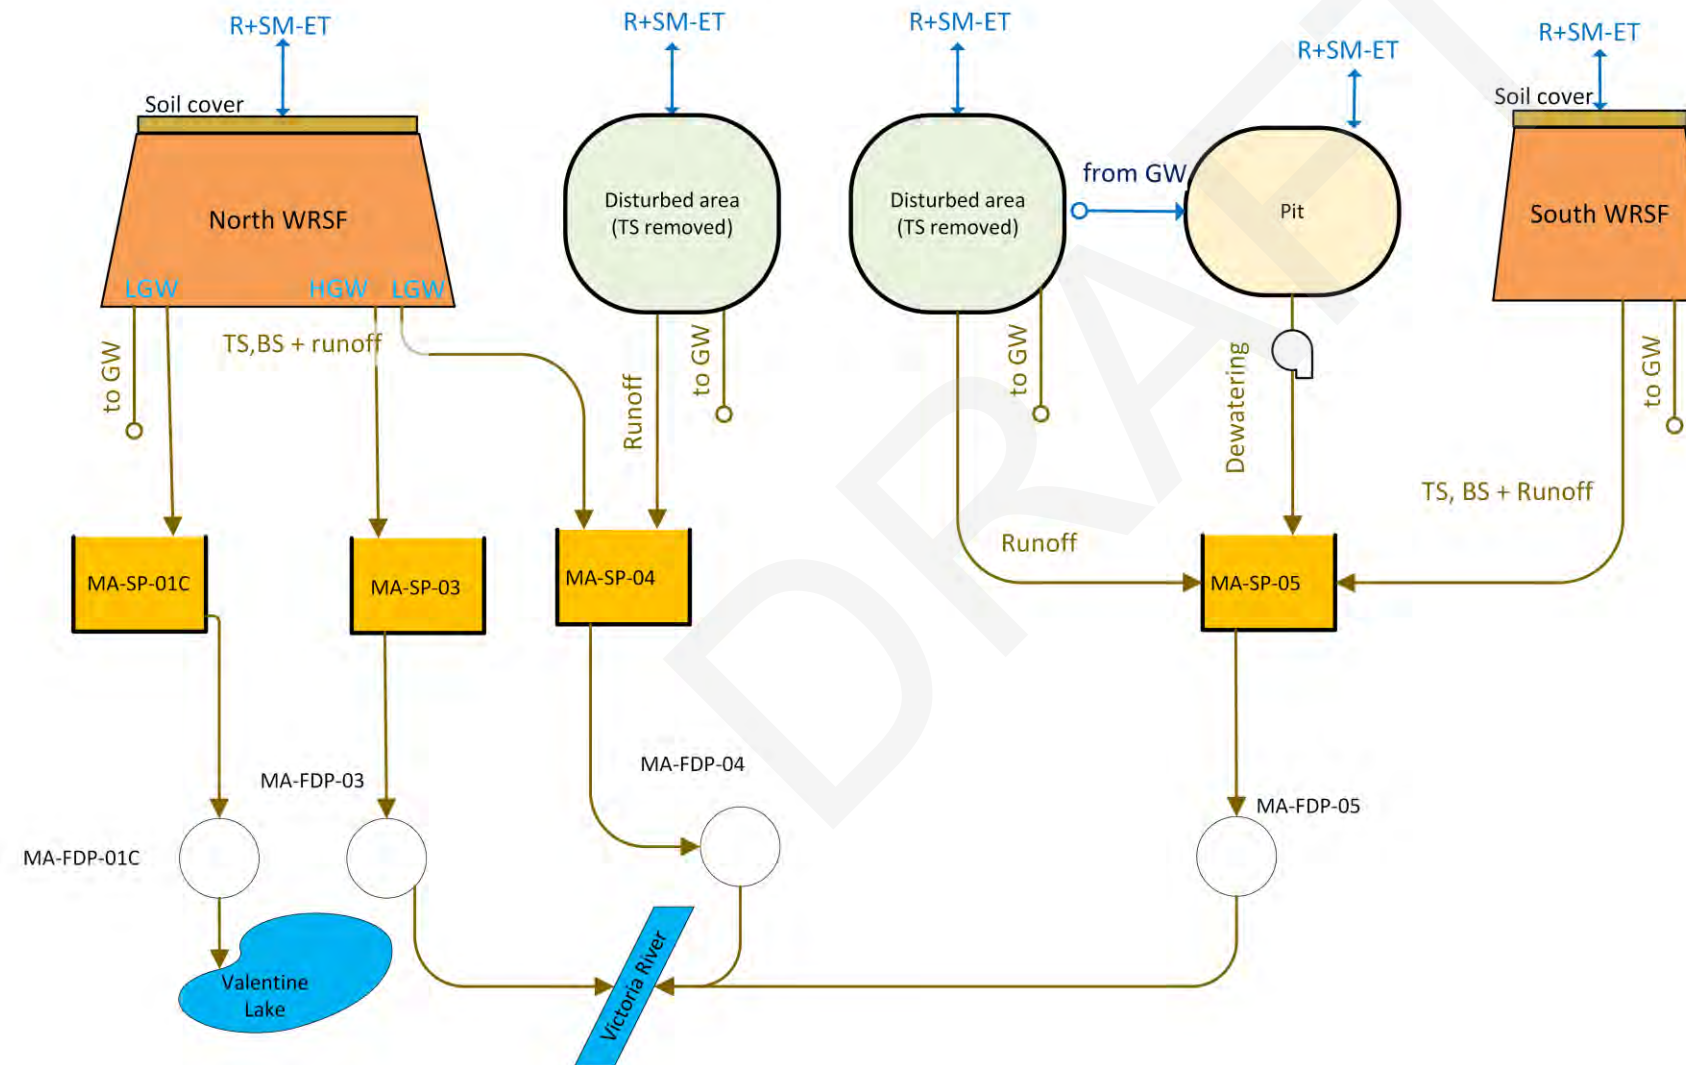 R+SM-ET
R+SM-ET
R+SM-ET
R+SM-ET
R+SM-ET
Soil cover
Soil cover
North WRSF
Disturbed area
(TS removed)
Disturbed area
(TS removed)
from GW
Pit
South WRSF
LGW
HGW
LGW
to GW
TS,BS + runoff
Runoff
to GW
to GW
Dewatering
to GW
TS, BS + Runoff
Runoff
MA-SP-01C
MA-SP-03
MA-SP-04
MA-SP-05
MA-FDP-03
MA-FDP-04
MA-FDP-05
MA-FDP-01C
Valentine
Lake
Victoria River
DRAFT